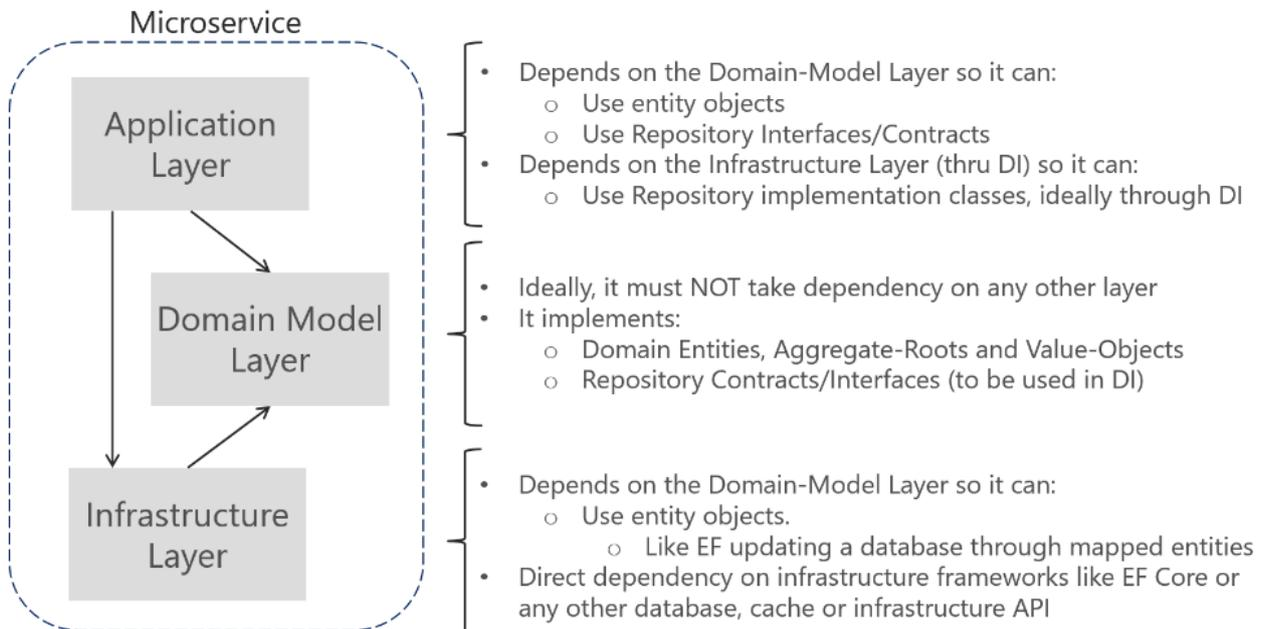 Microservice
Application
Layer
Domain Model
Layer
Infrastructure
Layer
• Depends on the Domain-Model Layer so it can:
o Use entity objects
o Use Repository Interfaces/Contracts
• Depends on the Infrastructure Layer (thru DI) so it can:
o Use Repository implementation classes, ideally through DI
• Ideally, it must NOT take dependency on any other layer
• It implements:
o Domain Entities, Aggregate-Roots and Value-Objects
o Repository Contracts/Interfaces (to be used in DI)
• Depends on the Domain-Model Layer so it can:
o Use entity objects.
o Like EF updating a database through mapped entities
• Direct dependency on infrastructure frameworks like EF Core or
any other database, cache or infrastructure API